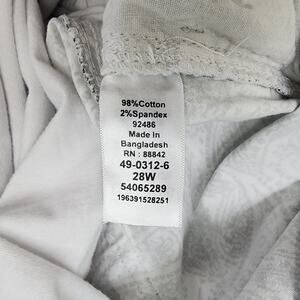 98%Cotton
2%Spandex
92486
Made In
Bangladesh
RN : 88842
49-0312-6
28W
54065289
196391528251